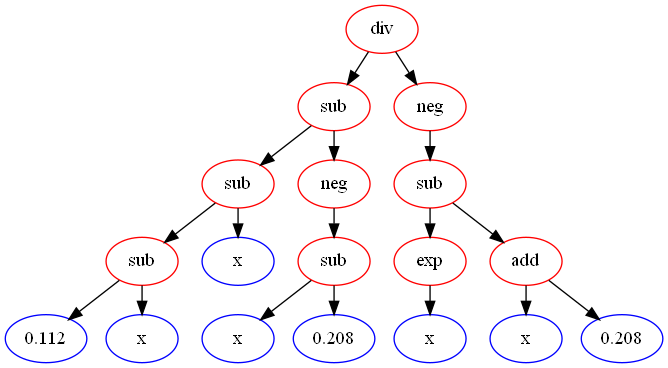 div
sub neg
sub neg sub
sub x sub exp add
0.112 x x 0.208 x x 0.208